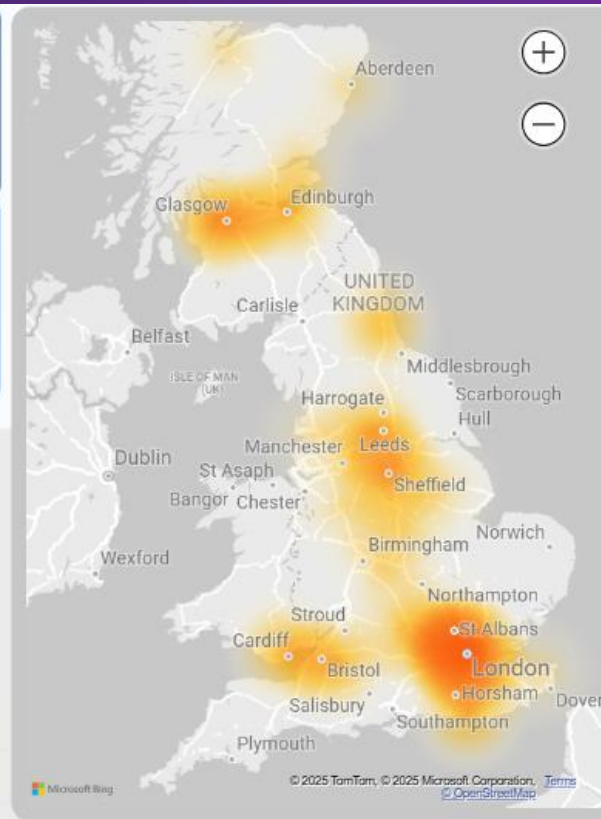 +
Aberdeen
−
Glasgow
Edinburgh
UNITED
KINGDOM
Carlisle
Belfast
Middlesbrough
ISLE OF MAN
(UK)
Scarborough
Harrogate
Hull
Manchester
Leeds
Dublin
St Asaph
Sheffield
Bangor
Chester
Norwich
Birmingham
Wexford
Northampton
Stroud
St Albans
Cardiff
London
Bristol
Horsham
Dover
Salisbury
Southampton
Plymouth
© 2025 TomTom, © 2025 Microsoft Corporation, Terms
© OpenStreetMap
Microsoft Bing